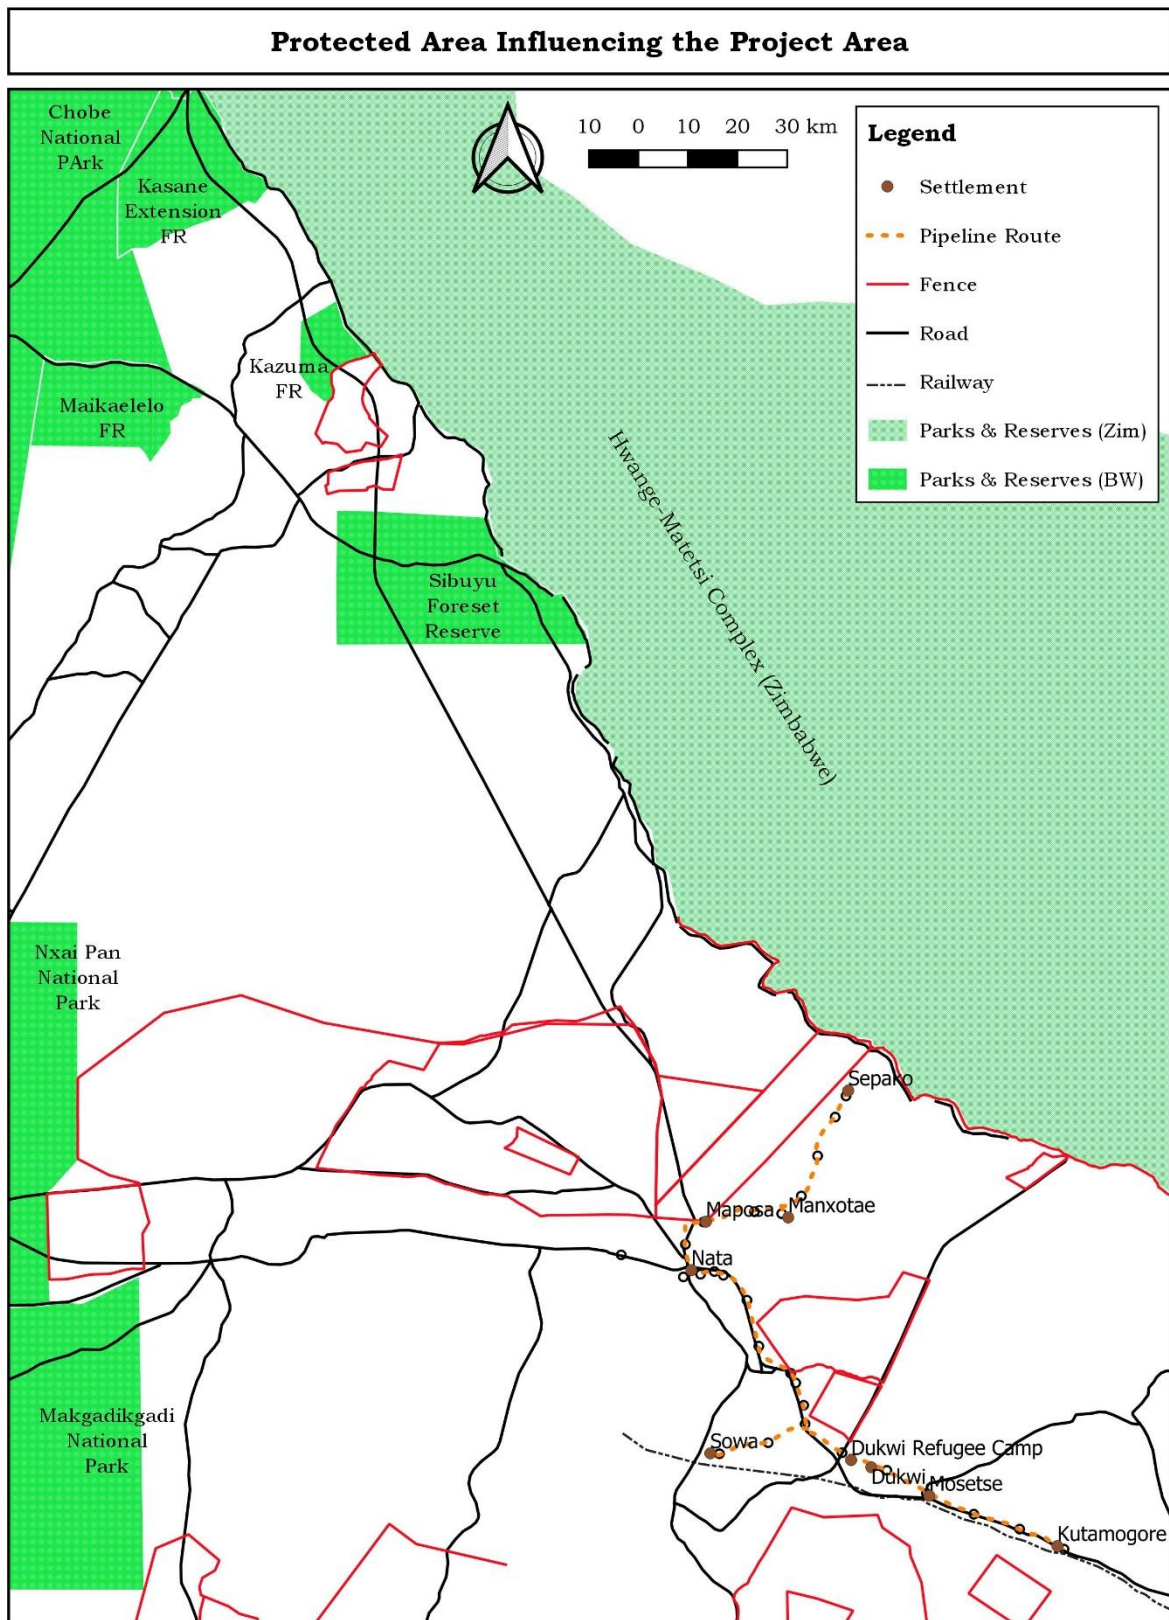 Protected Area Influencing the Project Area
10 0 10 20 30 km
Legend
Settlement
Pipeline Route
Fence
Road
Railway
Parks & Reserves (Zim)
Parks & Reserves (BW)
Chobe
National
PArk
Kasane
Extension
FR
Kazuma
FR
Maikaelelo
FR
Hwange-Matetsi Complex (Zimbabwe)
Sibuyu
Foreset
Reserve
Nxai Pan
National
Park
Sepako
Maposa
Manxotae
Nata
Makgadikgadi
National
Park
Sowa
Dukwi Refugee Camp
Dukwi
Mosetse
Kutamogore